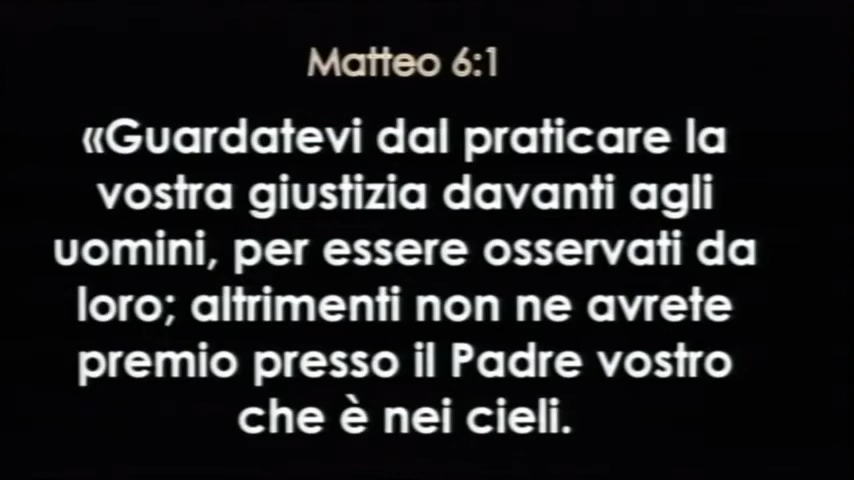 Matteo 6:1
«Guardatevi dal praticare la
vostra giustizia davanti agli
uomini, per essere osservati da
loro; altrimenti non ne avrete
premio presso il Padre vostro
che è nei cieli.